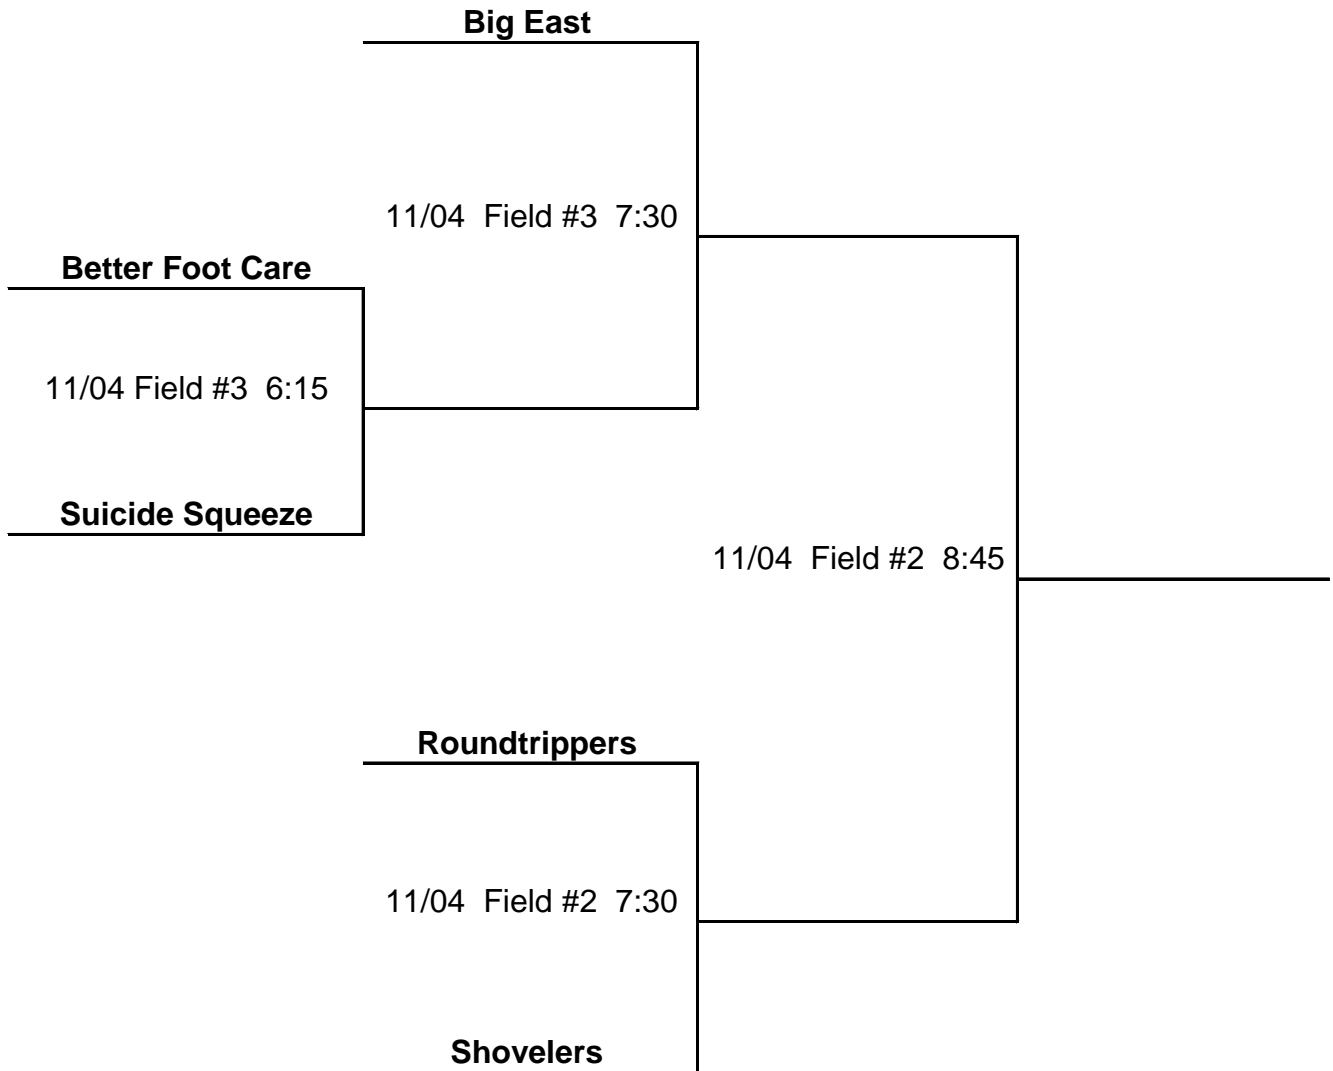 Big East
11/04  Field #3  7:30
Better Foot Care
11/04 Field #3  6:15
Suicide Squeeze
11/04  Field #2  8:45
Roundtrippers
11/04  Field #2  7:30
Shovelers